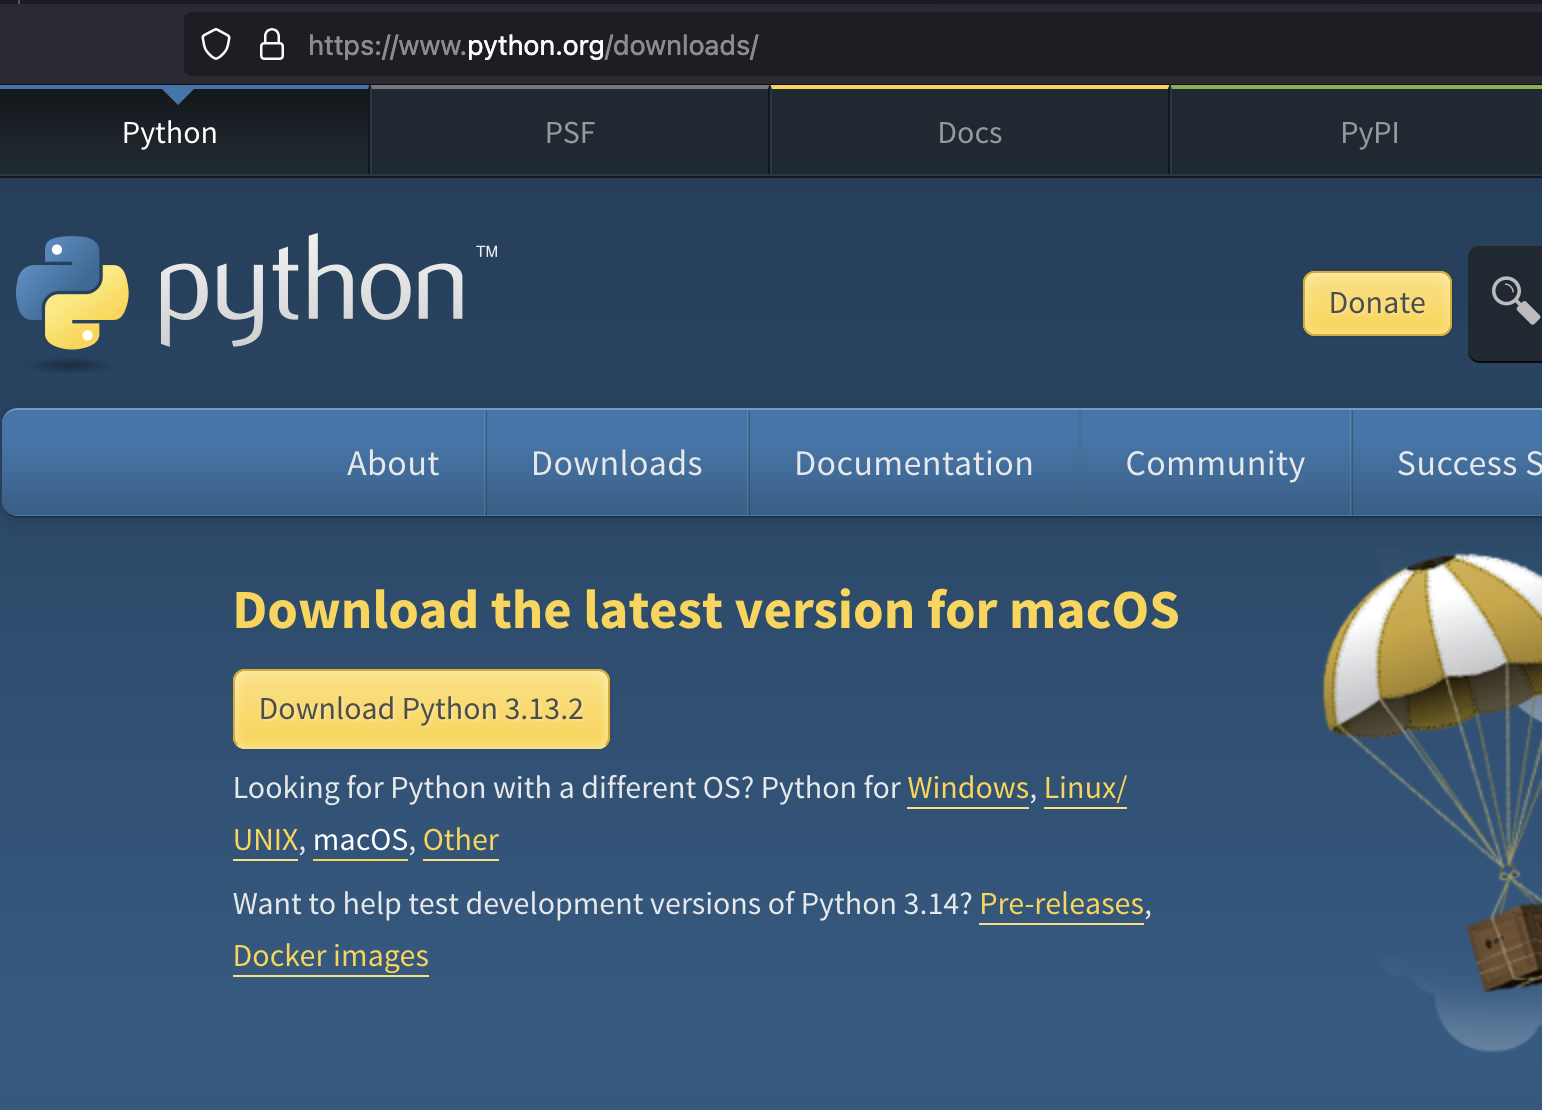 https://www.python.org/downloads/
Python PSF Docs PyPI
python™
Donate
About Downloads Documentation Community Success S
Download the latest version for macOS
Download Python 3.13.2
Looking for Python with a different OS? Python for Windows, Linux/
UNIX, macOS, Other
Want to help test development versions of Python 3.14? Pre-releases,
Docker images